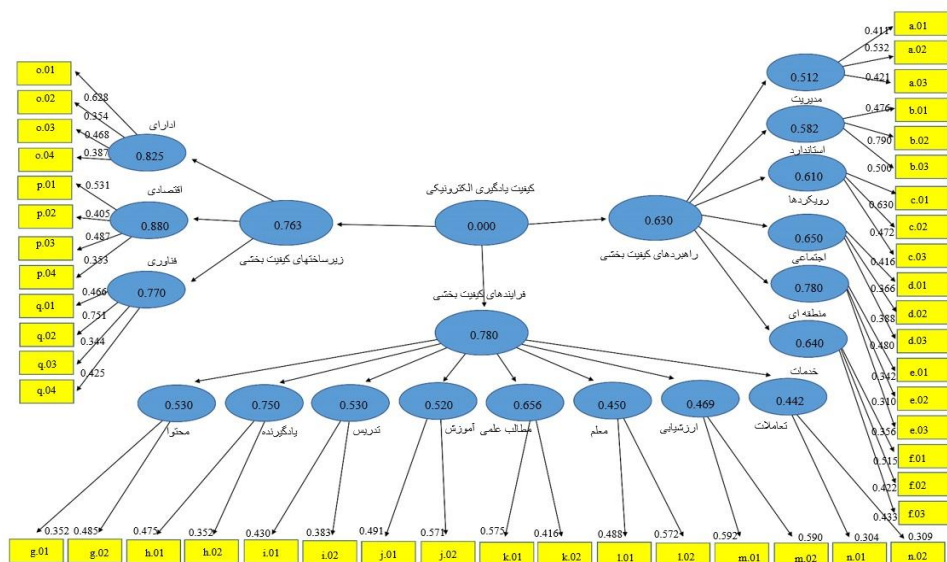 0.411
a.01
0.532
a.02
0.512
0.421
a.03
مدیریت
0.476
b.01
0.582
0.790
b.02
استاندارد
0.500
b.03
0.610
0.630
c.01
رویکردها
0.472
c.02
0.650
0.416
c.03
اجتماعی
0.366
d.01
0.780
0.388
d.02
منطقه ای
0.480
d.03
0.640
0.342
e.01
خدمات
0.310
e.02
0.356
e.03
0.515
f.01
0.422
f.02
0.433
f.03
0.630
راهبردهای کیفیت بخشی
کیفیت یادگیری الکترونیکی
0.000
0.763
زیرساختهای کیفیت بخشی
o.01
0.628
o.02
0.354
ادارای
o.03
0.468
0.825
o.04
0.387
p.01
0.531
اقتصادی
p.02
0.405
0.880
p.03
0.487
p.04
0.353
فناوری
q.01
0.466
0.770
q.02
0.751
q.03
0.344
q.04
0.425
فرایندهای کیفیت بخشی
0.780
0.530
0.750
0.530
0.520
0.656
0.450
0.469
0.442
محتوا
یادگیرنده
تدریس
آموزش
مطالب علمی
معلم
ارزشیابی
تعاملات
0.352
0.485
0.475
0.352
0.430
0.383
0.491
0.571
0.575
0.416
0.488
0.572
0.592
0.590
0.304
0.309
g.01
g.02
h.01
h.02
i.01
i.02
j.01
j.02
k.01
k.02
l.01
l.02
m.01
m.02
n.01
n.02